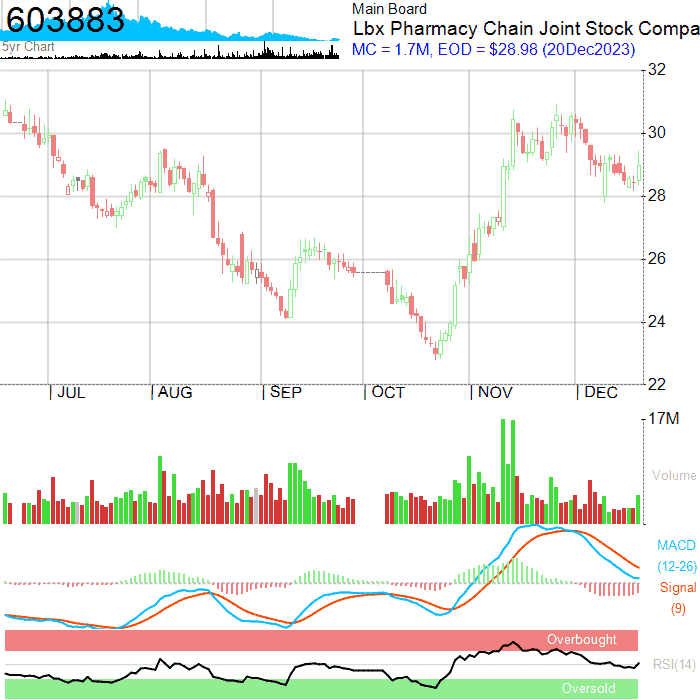 603883
5yr Chart
Main Board
Lbx Pharmacy Chain Joint Stock Compa
MC = 1.7M, EOD = $28.98 (20Dec2023)
32
30
28
26
24
22
JUL AUG SEP OCT NOV DEC
17M
Volume
MACD
(12-26)
Signal
(9)
Overbought
RSI(14)
Oversold